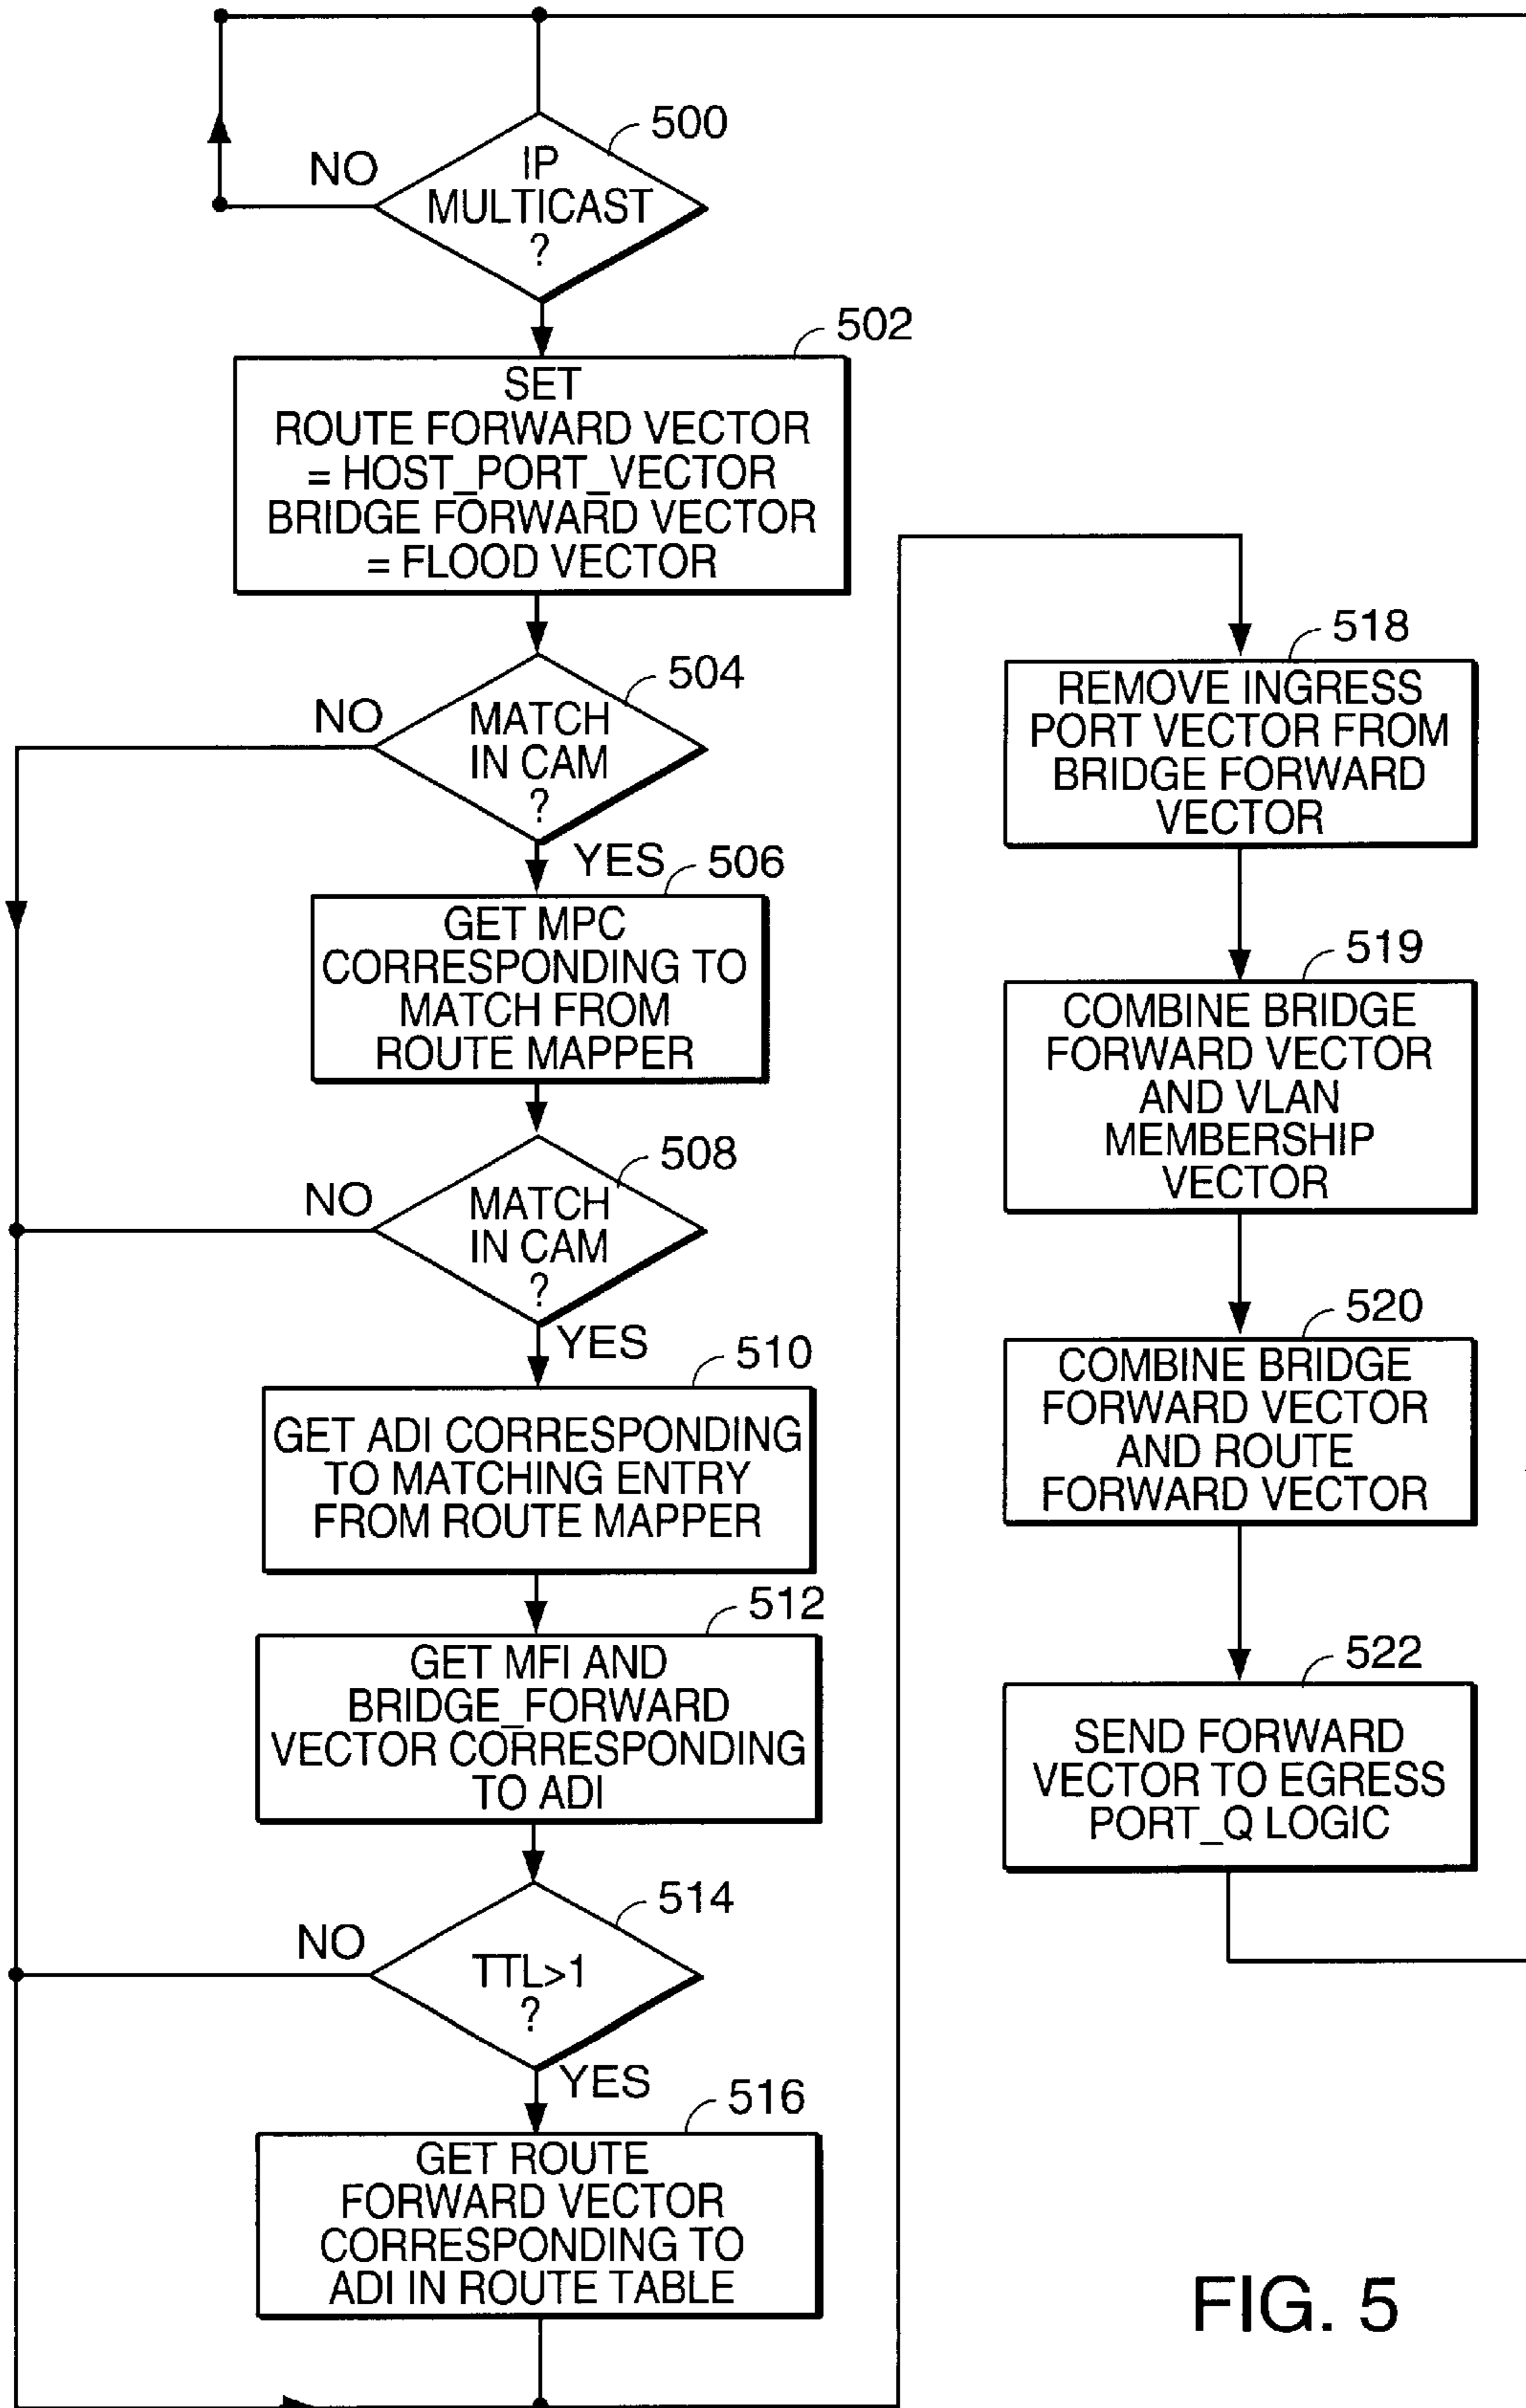 500
NO
IP
MULTICAST
?
502
SET
ROUTE FORWARD VECTOR
= HOST_PORT_VECTOR
BRIDGE FORWARD VECTOR
= FLOOD VECTOR
504
NO
MATCH
IN CAM
?
YES
506
GET MPC
CORRESPONDING TO
MATCH FROM
ROUTE MAPPER
508
NO
MATCH
IN CAM
?
YES
510
GET ADI CORRESPONDING
TO MATCHING ENTRY
FROM ROUTE MAPPER
512
GET MFI AND
BRIDGE_FORWARD
VECTOR CORRESPONDING
TO ADI
514
NO
TTL>1
?
YES
516
GET ROUTE
FORWARD VECTOR
CORRESPONDING TO
ADI IN ROUTE TABLE
518
REMOVE INGRESS
PORT VECTOR FROM
BRIDGE FORWARD
VECTOR
519
COMBINE BRIDGE
FORWARD VECTOR
AND VLAN
MEMBERSHIP
VECTOR
520
COMBINE BRIDGE
FORWARD VECTOR
AND ROUTE
FORWARD VECTOR
522
SEND FORWARD
VECTOR TO EGRESS
PORT_Q LOGIC
FIG. 5